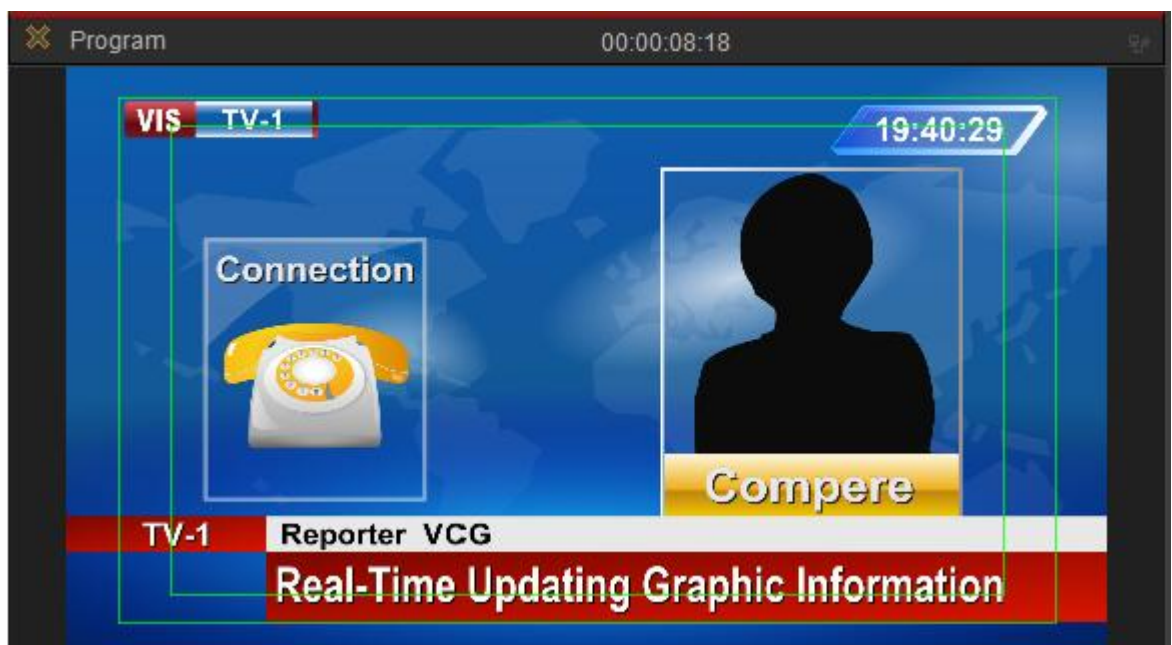 Program 00:00:08:18
VIS TV-1
19:40:29
Connection
Compere
TV-1 Reporter VCG
Real-Time Updating Graphic Information